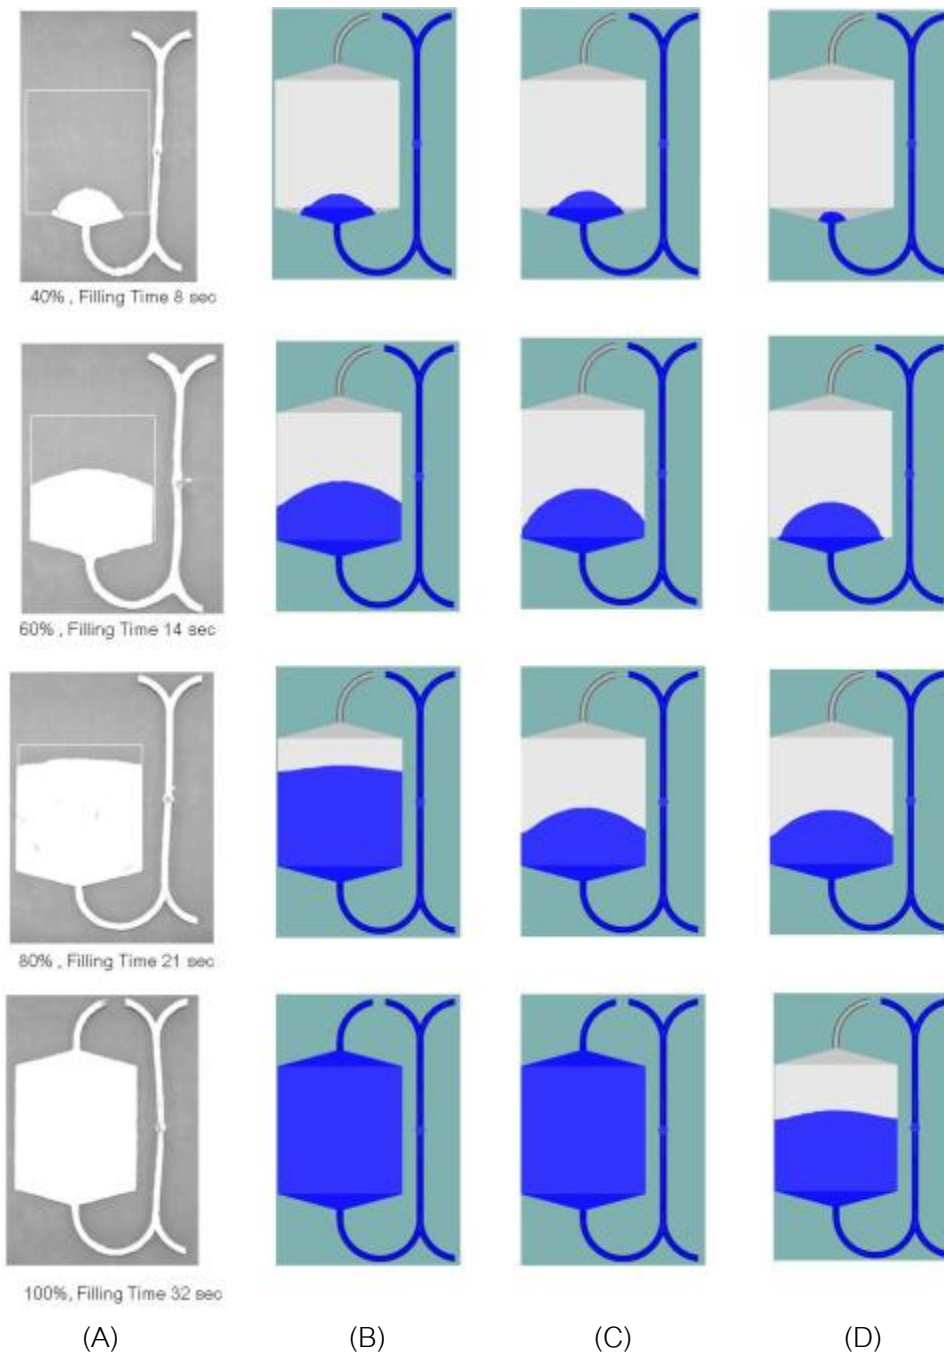 40% , Filling Time 8 sec
60% , Filling Time 14 sec
80% , Filling Time 21 sec
100%, Filling Time 32 sec
(A) (B) (C) (D)